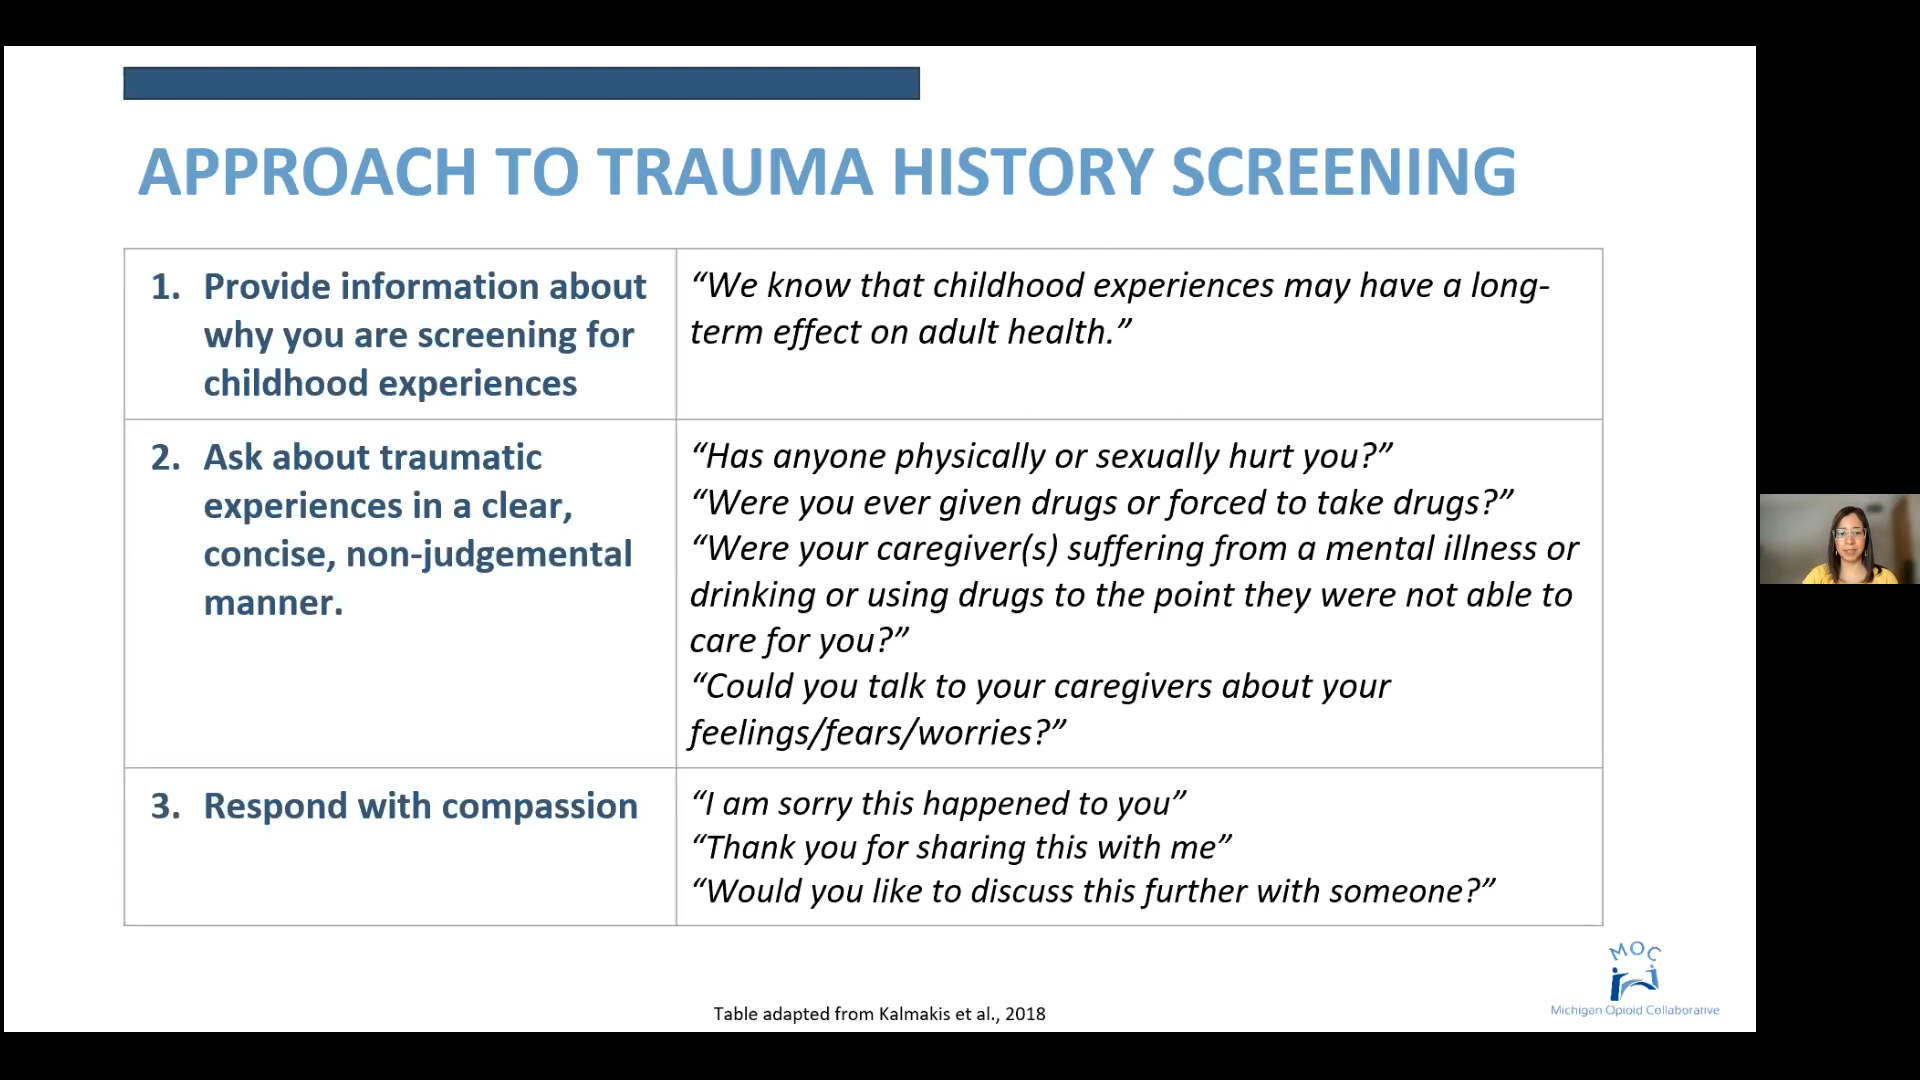 APPROACH TO TRAUMA HISTORY SCREENING
1. Provide information about
why you are screening for
childhood experiences
“We know that childhood experiences may have a long-
term effect on adult health.”
2. Ask about traumatic
experiences in a clear,
concise, non-judgemental
manner.
“Has anyone physically or sexually hurt you?”
“Were you ever given drugs or forced to take drugs?”
“Were your caregiver(s) suffering from a mental illness or
drinking or using drugs to the point they were not able to
care for you?”
“Could you talk to your caregivers about your
feelings/fears/worries?”
3. Respond with compassion
“I am sorry this happened to you”
“Thank you for sharing this with me”
“Would you like to discuss this further with someone?”
MOC
Michigan Opioid Collaborative
Table adapted from Kalmakis et al., 2018